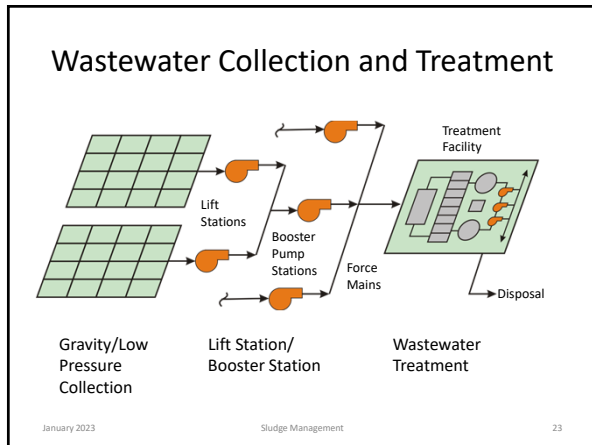 Wastewater Collection and Treatment
Treatment
Facility
Lift
Stations
Booster
Pump
Stations
Force
Mains
Disposal
Gravity/Low
Pressure
Collection
Lift Station/
Booster Station
Wastewater
Treatment
January 2023
Sludge Management
23